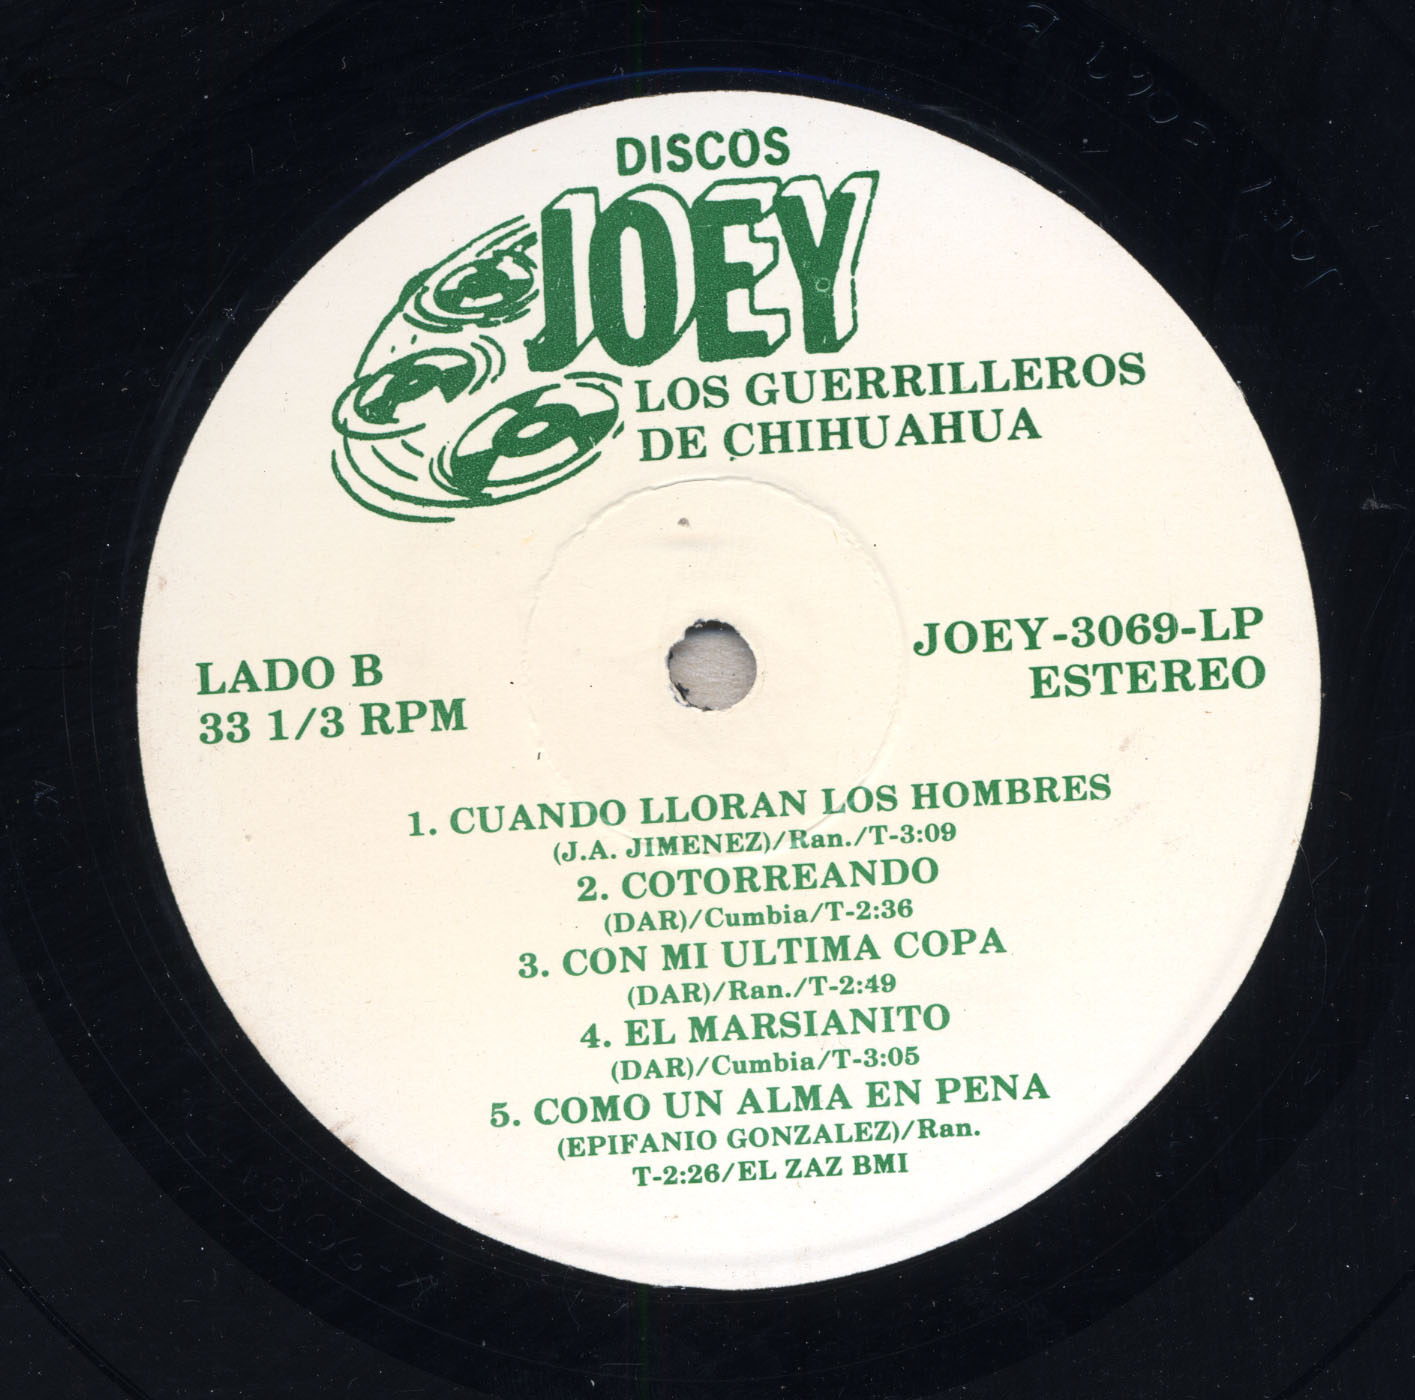 DISCOS
JOEY
LOS GUERRILLEROS
DE CHIHUAHUA
LADO B
33 1/3 RPM
JOEY-3069-LP
ESTEREO
1. CUANDO LLORAN LOS HOMBRES
(J.A. JIMENEZ)/Ran./T-3:09
2. COTORREANDO
(DAR)/Cumbia/T-2:36
3. CON MI ULTIMA COPA
(DAR)/Ran./T-2:49
4. EL MARSIANITO
(DAR)/Cumbia/T-3:05
5. COMO UN ALMA EN PENA
(EPIFANIO GONZALEZ)/Ran.
T-2:26/EL ZAZ BMI